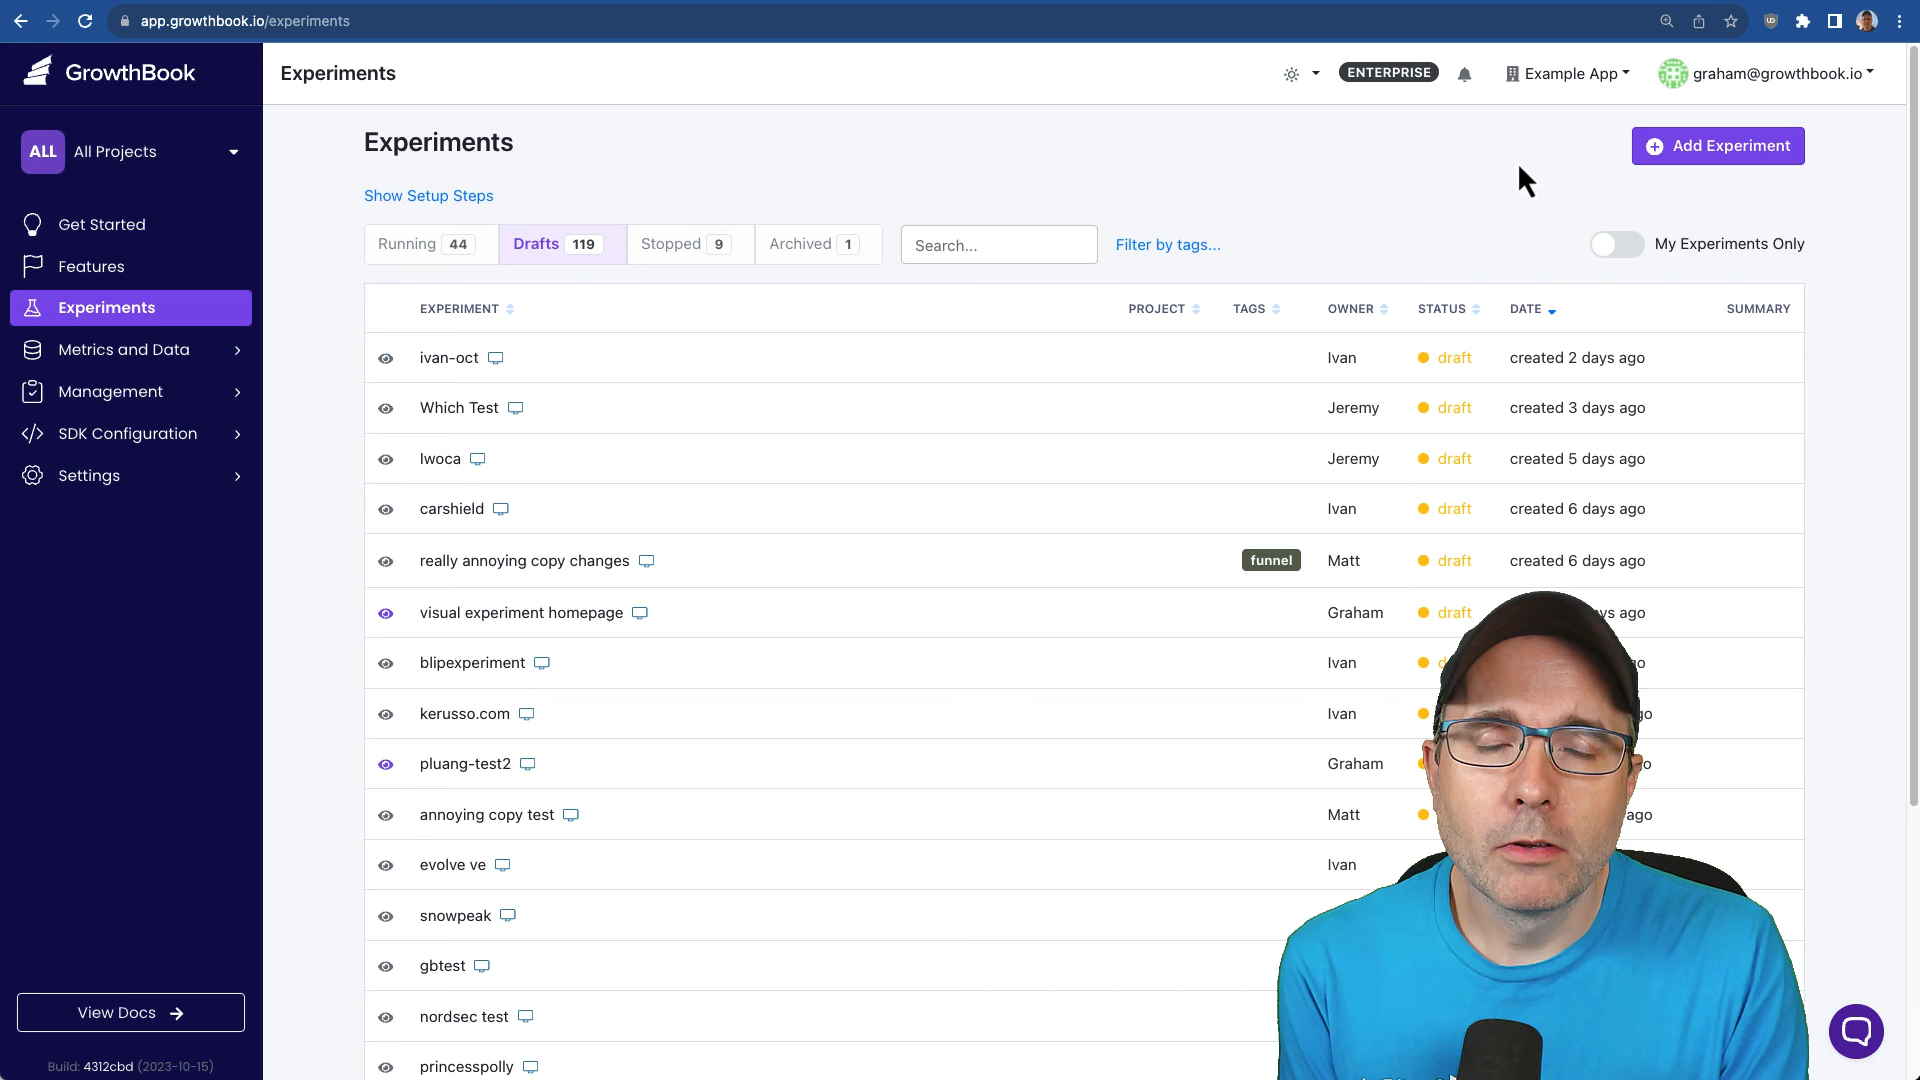 app.growthbook.io/experiments
GrowthBook
Experiments
ENTERPRISE
Example App
graham@growthbook.io
ALL All Projects
Get Started
Features
Experiments
Metrics and Data
Management
SDK Configuration
Settings
View Docs →
Build: 4312cbd (2023-10-15)
Experiments
Add Experiment
Show Setup Steps
Running 44 Drafts 119 Stopped 9 Archived 1 Search... Filter by tags... My Experiments Only
EXPERIMENT PROJECT TAGS OWNER STATUS DATE SUMMARY
ivan-oct Ivan draft created 2 days ago
Which Test Jeremy draft created 3 days ago
lwoca Jeremy draft created 5 days ago
carshield Ivan draft created 6 days ago
really annoying copy changes funnel Matt draft created 6 days ago
visual experiment homepage Graham draft ago
blipexperiment Ivan
kerusso.com Ivan
pluang-test2 Graham
annoying copy test Matt ago
evolve ve Ivan
snowpeak
gbtest
nordsec test
princesspolly